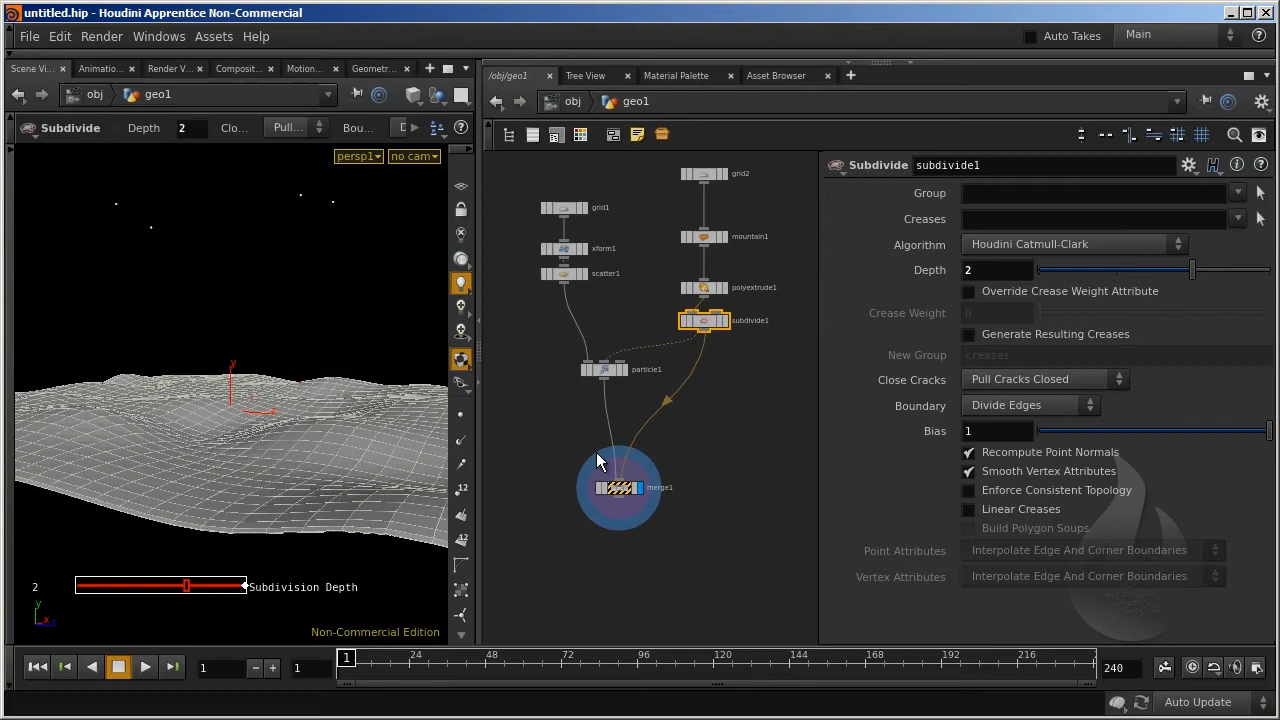 untitled.hip - Houdini Apprentice Non-Commercial
File Edit Render Windows Assets Help
Auto Takes Main
Scene Vi... Animatio... Render V... Composit... Motion... Geometr...
/obj/geo1 Tree View Material Palette Asset Browser
obj geo1
obj geo1
Subdivide Depth 2 Clo... Pull... Bou...
persp1 no cam
grid2
grid1
mountain1
xform1
scatter1
polyextrude1
subdivide1
particle1
merge1
Subdivide subdivide1
Group
Creases
Algorithm Houdini Catmull-Clark
Depth 2
Override Crease Weight Attribute
Crease Weight 0
Generate Resulting Creases
New Group creases
Close Cracks Pull Cracks Closed
Boundary Divide Edges
Bias 1
Recompute Point Normals
Smooth Vertex Attributes
Enforce Consistent Topology
Linear Creases
Build Polygon Soups
Point Attributes Interpolate Edge And Corner Boundaries
Vertex Attributes Interpolate Edge And Corner Boundaries
y
12
12
2 Subdivision Depth
y
x
Non-Commercial Edition
1 1 1 24 48 72 96 120 144 168 192 216 240
Auto Update